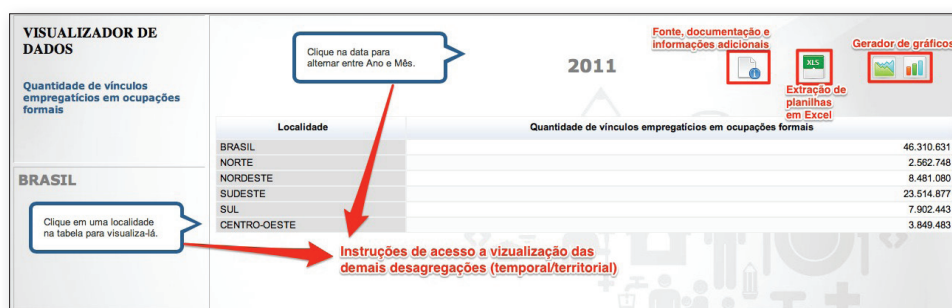 VISUALIZADOR DE
DADOS
Quantidade de vínculos
empregatícios em ocupações
formais
Clique na data para
alternar entre Ano e Mês.
2011
Fonte, documentação e
informações adicionais
XLS
Extração de
planilhas
em Excel
Gerador de gráficos
Localidade Quantidade de vínculos empregatícios em ocupações formais
BRASIL 46.310.631
NORTE 2.562.748
NORDESTE 8.481.080
SUDESTE 23.514.877
SUL 7.902.443
CENTRO-OESTE 3.849.483
BRASIL
Clique em uma localidade
na tabela para visualiza-lá.
Instruções de acesso a vizualização das
demais desagregações (temporal/territorial)